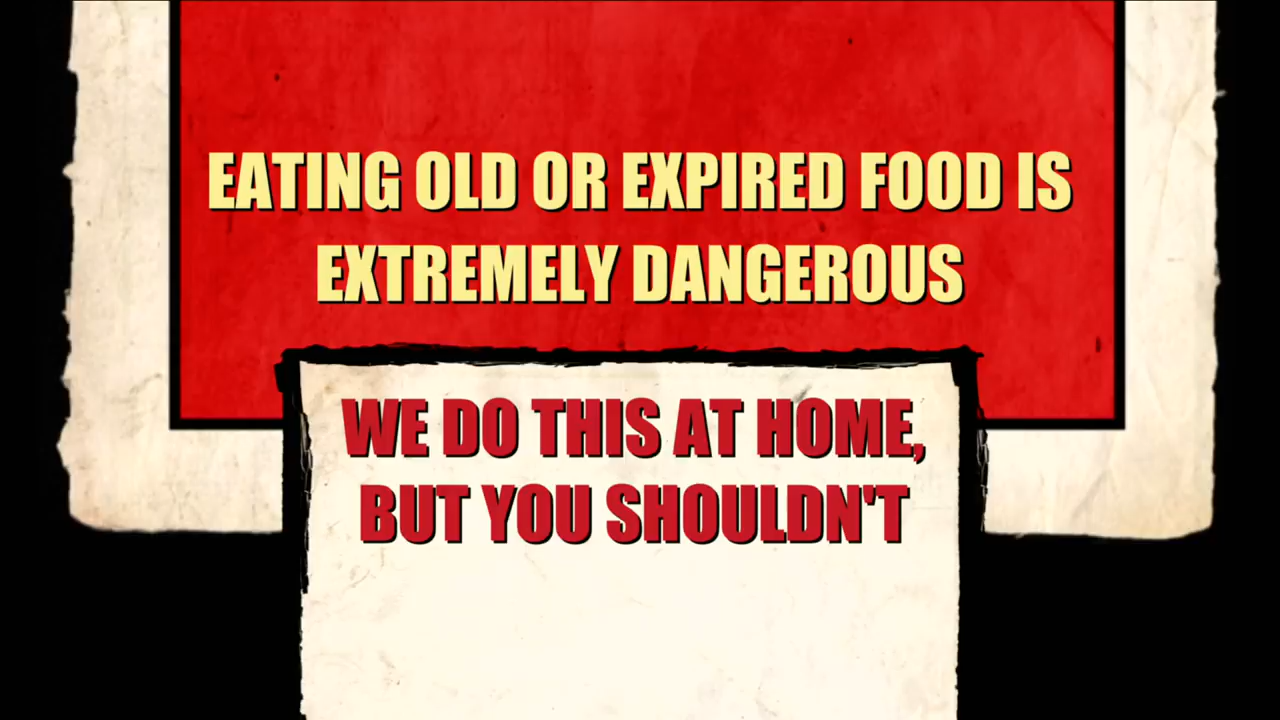 EATING OLD OR EXPIRED FOOD IS
EXTREMELY DANGEROUS
WE DO THIS AT HOME,
BUT YOU SHOULDN'T